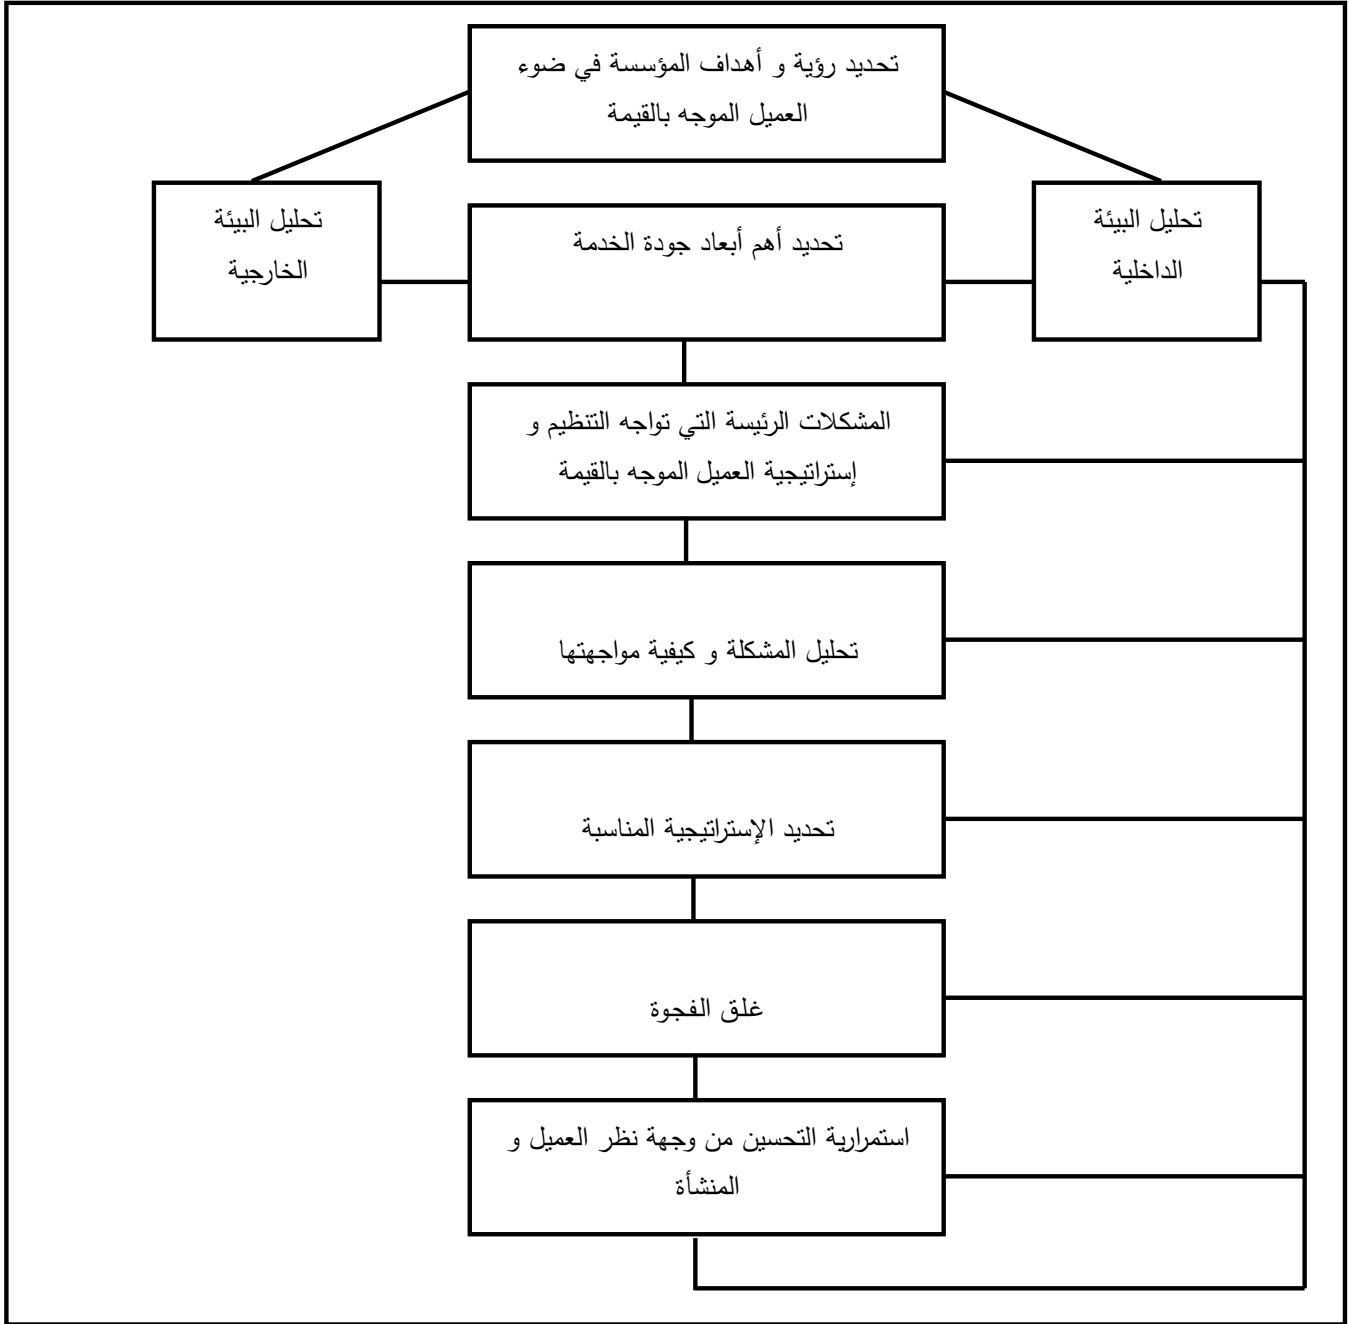 تحديد رؤية و أهداف المؤسسة في ضوء
العميل الموجه بالقيمة
تحليل البيئة
الداخلية
تحديد أهم أبعاد جودة الخدمة
تحليل البيئة
الخارجية
المشكلات الرئيسة التي تواجه التنظيم و
إستراتيجية العميل الموجه بالقيمة
تحليل المشكلة و كيفية مواجهتها
تحديد الإستراتيجية المناسبة
غلق الفجوة
استمرارية التحسين من وجهة نظر العميل و
المنشأة